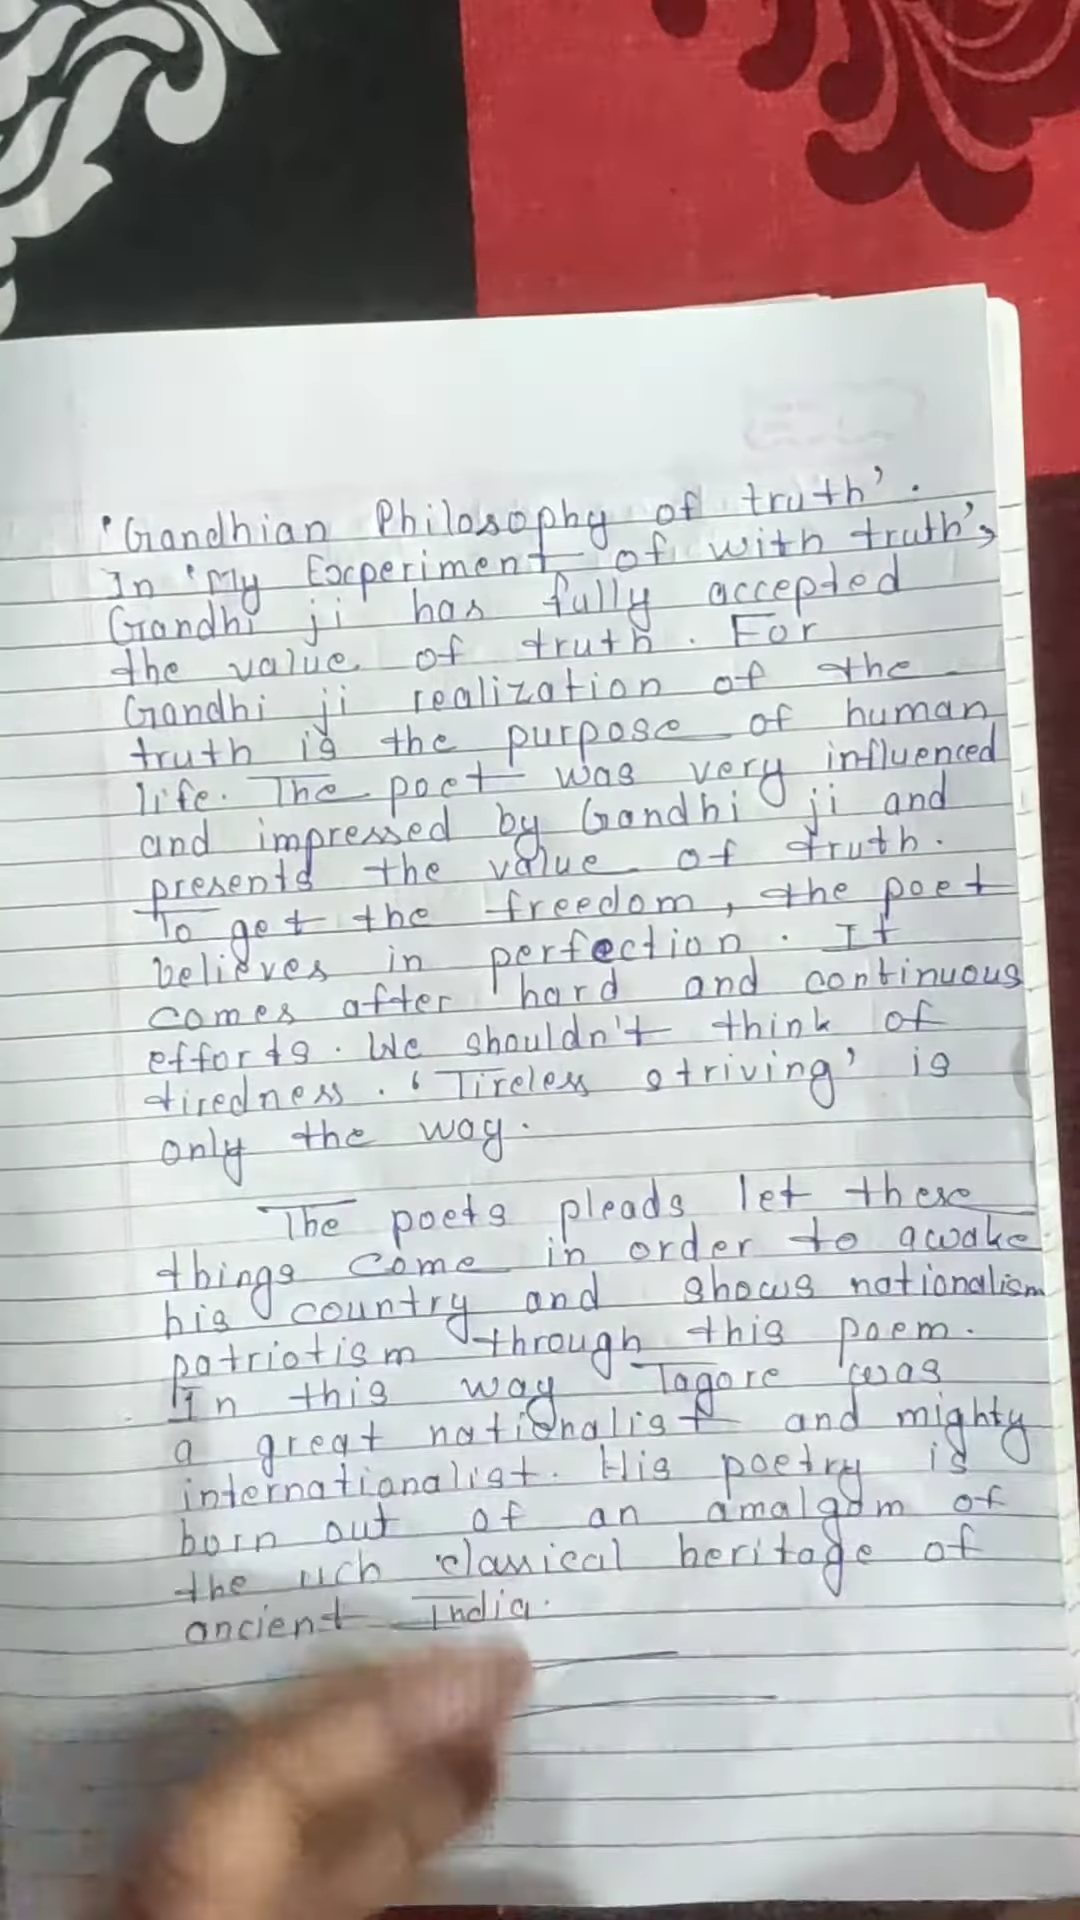 'Gandhian Philosophy of truth'.
In 'My Experiment of with truth's
Gandhi ji has fully accepted
the value of truth. For
Gandhi ji realization of the
truth is the purpose of human
life. The poet was very influenced
and impressed by Gandhi ji and
presents the value of truth.
To get the freedom, the poet
believes in perfection. It
comes after hard and continuous
efforts. We shouldn't think of
tiredness. 'Tireless striving' is
only the way.
The poets pleads let these
things come in order to awake
his country and shows nationalism
patriotism through this poem.
In this way Tagore was
a great nationalist and mighty
internationalist. His poetry is
born out of an amalgam of
the rich classical heritage of
ancient India.